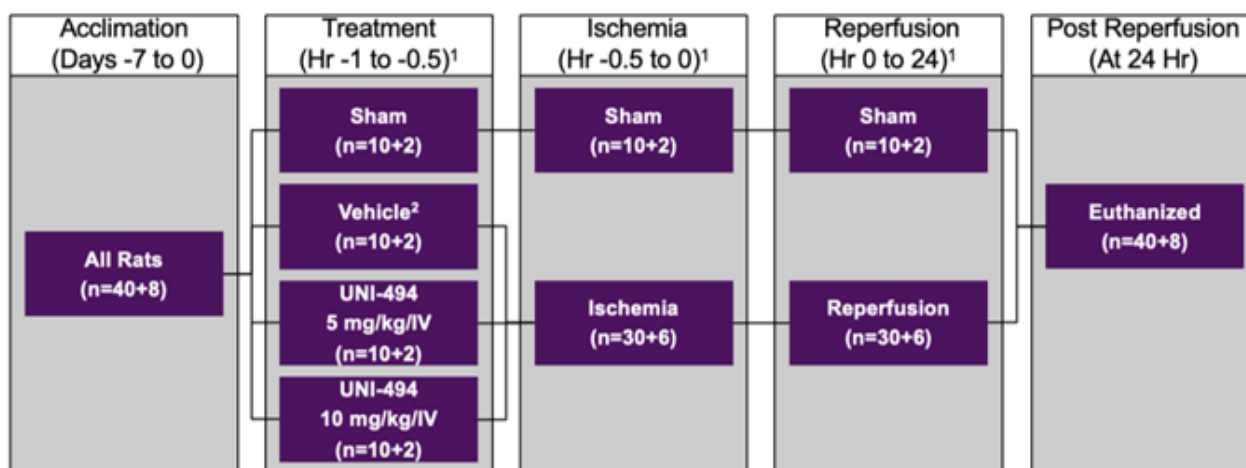 Acclimation
(Days -7 to 0)
Treatment
(Hr -1 to -0.5)¹
Ischemia
(Hr -0.5 to 0)¹
Reperfusion
(Hr 0 to 24)¹
Post Reperfusion
(At 24 Hr)
All Rats
(n=40+8)
Sham
(n=10+2)
Vehicle²
(n=10+2)
UNI-494
5 mg/kg/IV
(n=10+2)
UNI-494
10 mg/kg/IV
(n=10+2)
Sham
(n=10+2)
Ischemia
(n=30+6)
Sham
(n=10+2)
Reperfusion
(n=30+6)
Euthanized
(n=40+8)